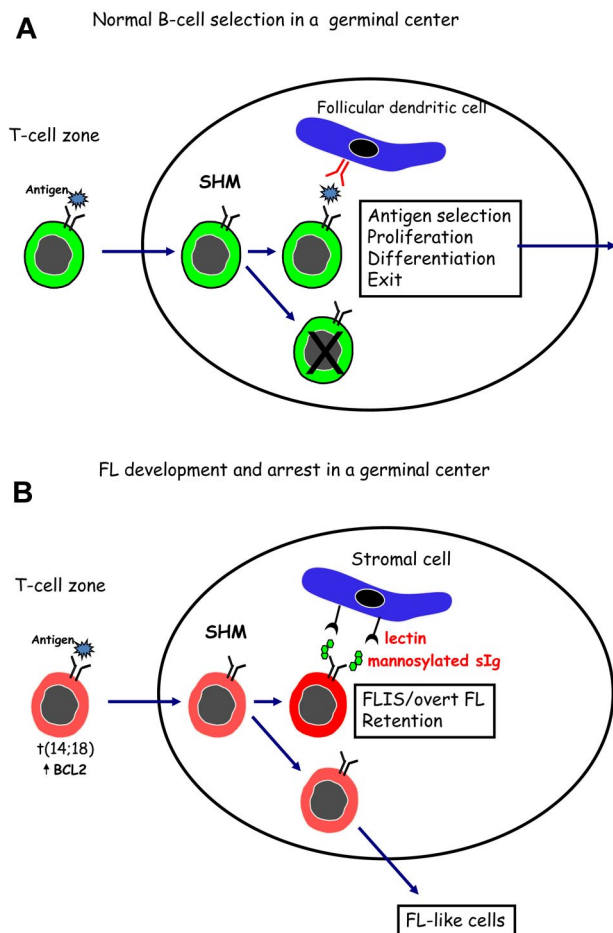 A
Normal B-cell selection in a germinal center
Follicular dendritic cell
T-cell zone
Antigen
SHM
Antigen selection
Proliferation
Differentiation
Exit
X
FL development and arrest in a germinal center
B
Stromal cell
T-cell zone
Antigen
SHM
lectin
mannosylated sIg
FLIS/overt FL
Retention
t(14;18)
↑ BCL2
FL-like cells